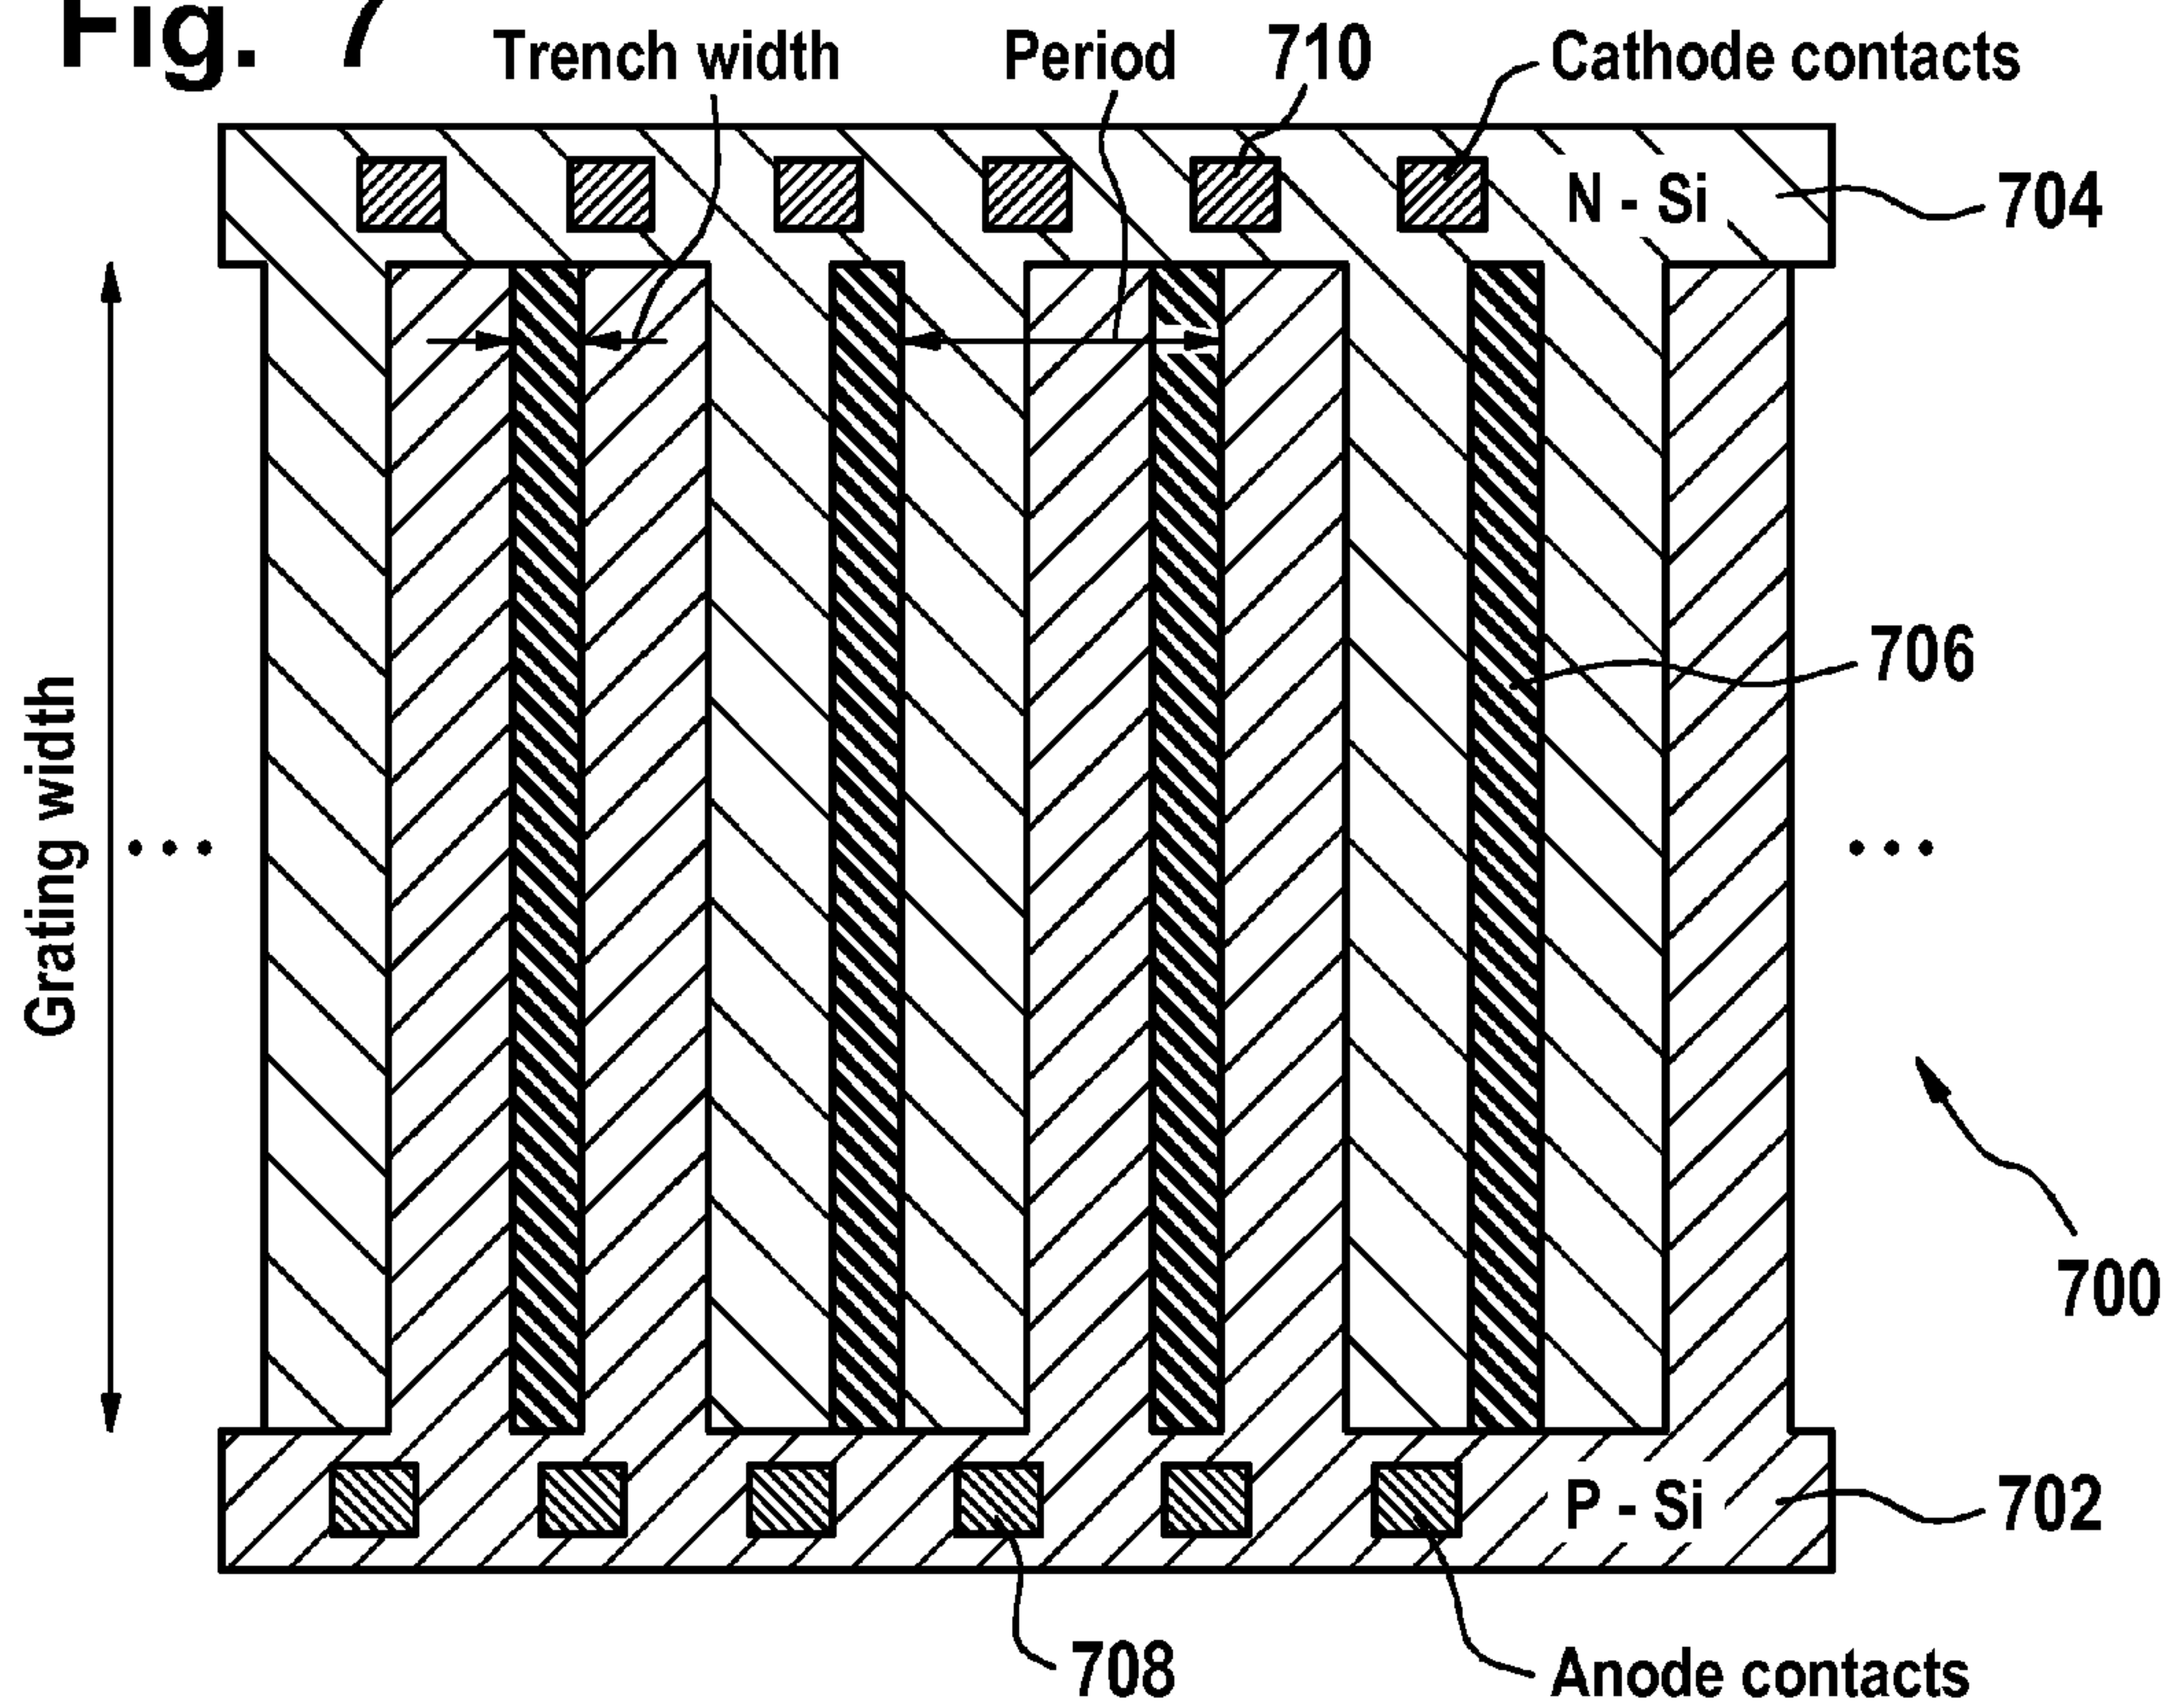 Fig. 7
Trench width
Period
710
Cathode contacts
N - Si
704
706
Grating width
700
P - Si
702
708
Anode contacts